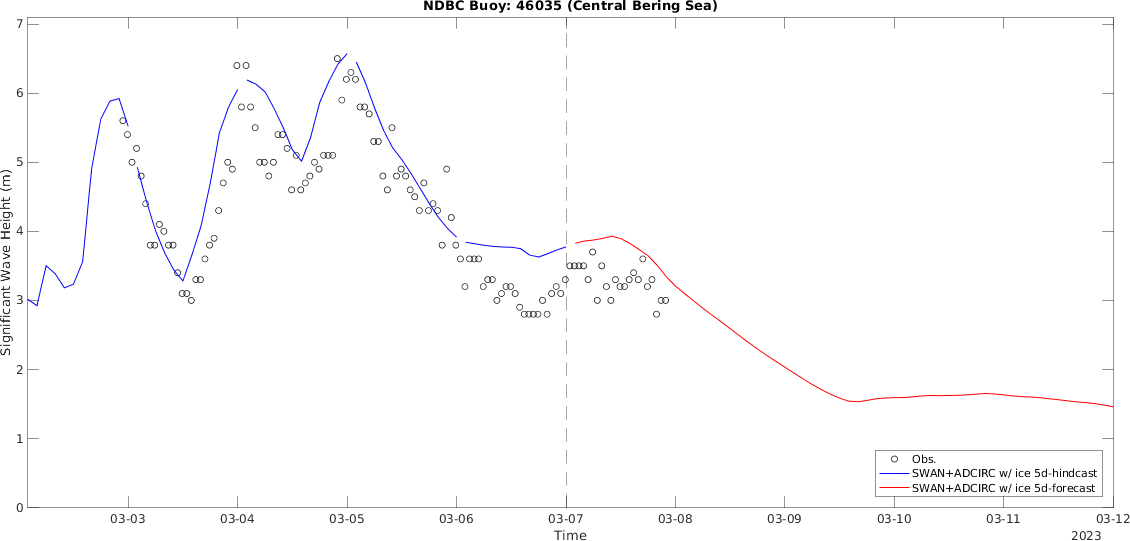 NDBC Buoy: 46035 (Central Bering Sea)
7
6
5
4
3
2
1
0
Significant Wave Height (m)
Obs.
SWAN+ADCIRC w/ ice 5d-hindcast
SWAN+ADCIRC w/ ice 5d-forecast
03-03 03-04 03-05 03-06 03-07 03-08 03-09 03-10 03-11 03-12
Time
2023